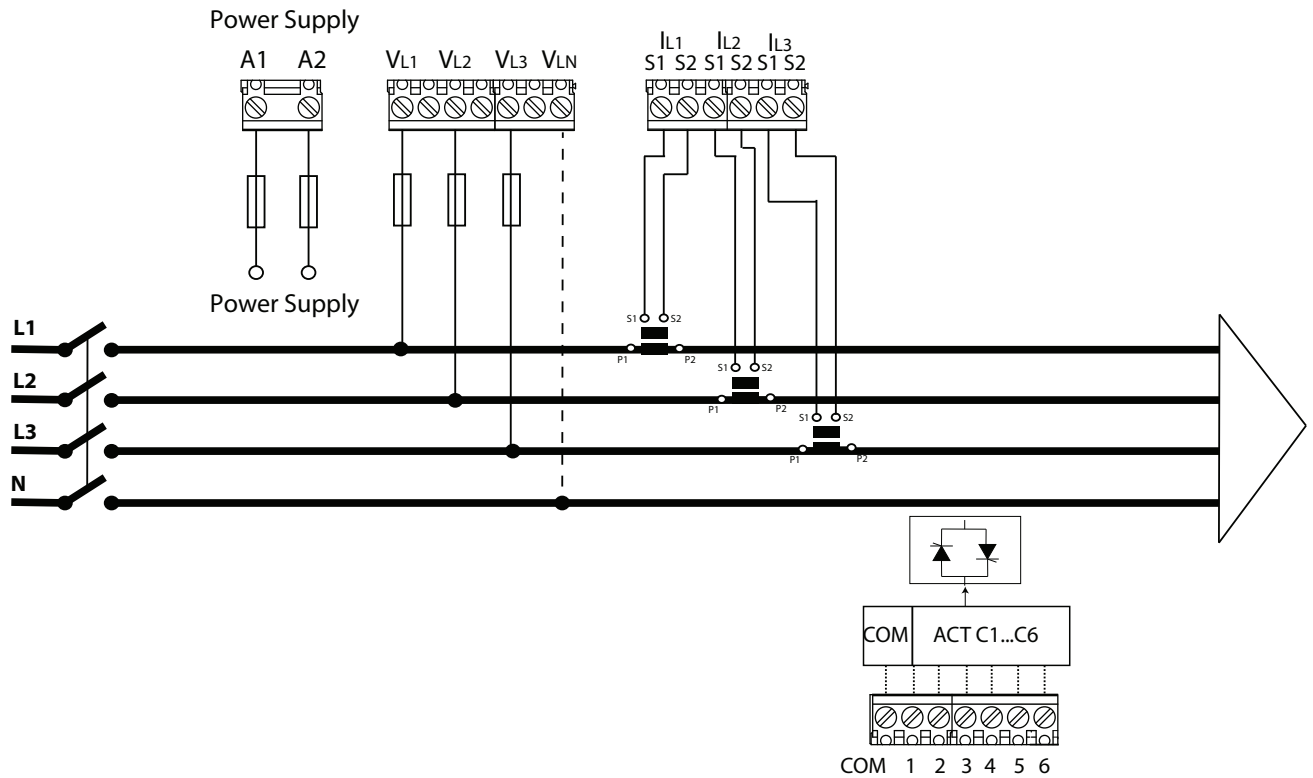 Power Supply
A1 A2
VL1 VL2 VL3 VLN
IL1 IL2 IL3
S1 S2 S1 S2 S1 S2
Power Supply
L1
S1 S2
P1 P2
L2
S1 S2
P1 P2
L3
S1 S2
P1 P2
N
COM ACT C1...C6
COM 1 2 3 4 5 6